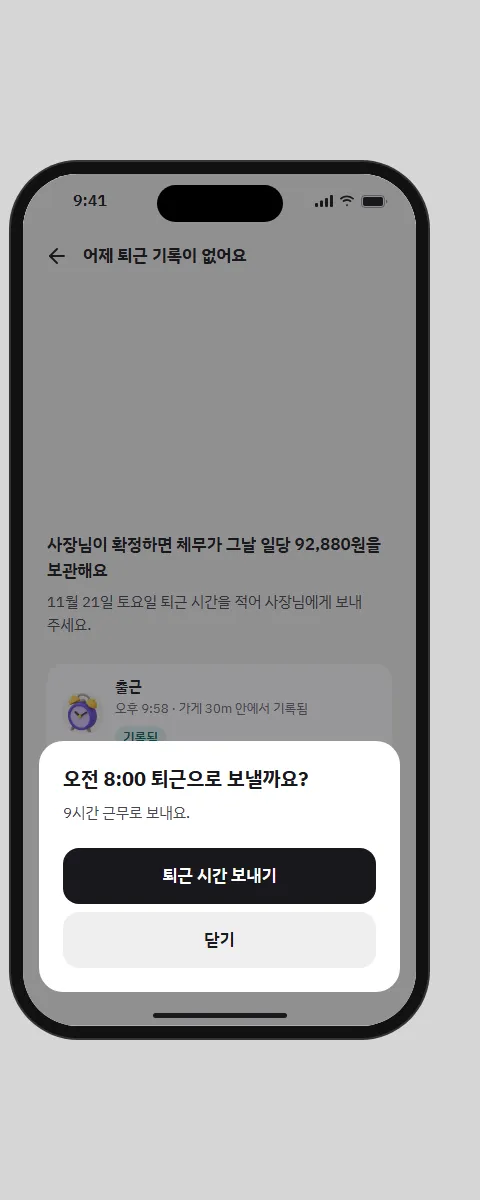 9:41
어제 퇴근 기록이 없어요
사장님이 확정하면 체무가 그날 일당 92,880원을
보관해요
11월 21일 토요일 퇴근 시간을 적어 사장님에게 보내
주세요.
출근
오후 9:58 · 가게 30m 안에서 기록됨
기록됨
오전 8:00 퇴근으로 보낼까요?
9시간 근무로 보내요.
퇴근 시간 보내기
닫기